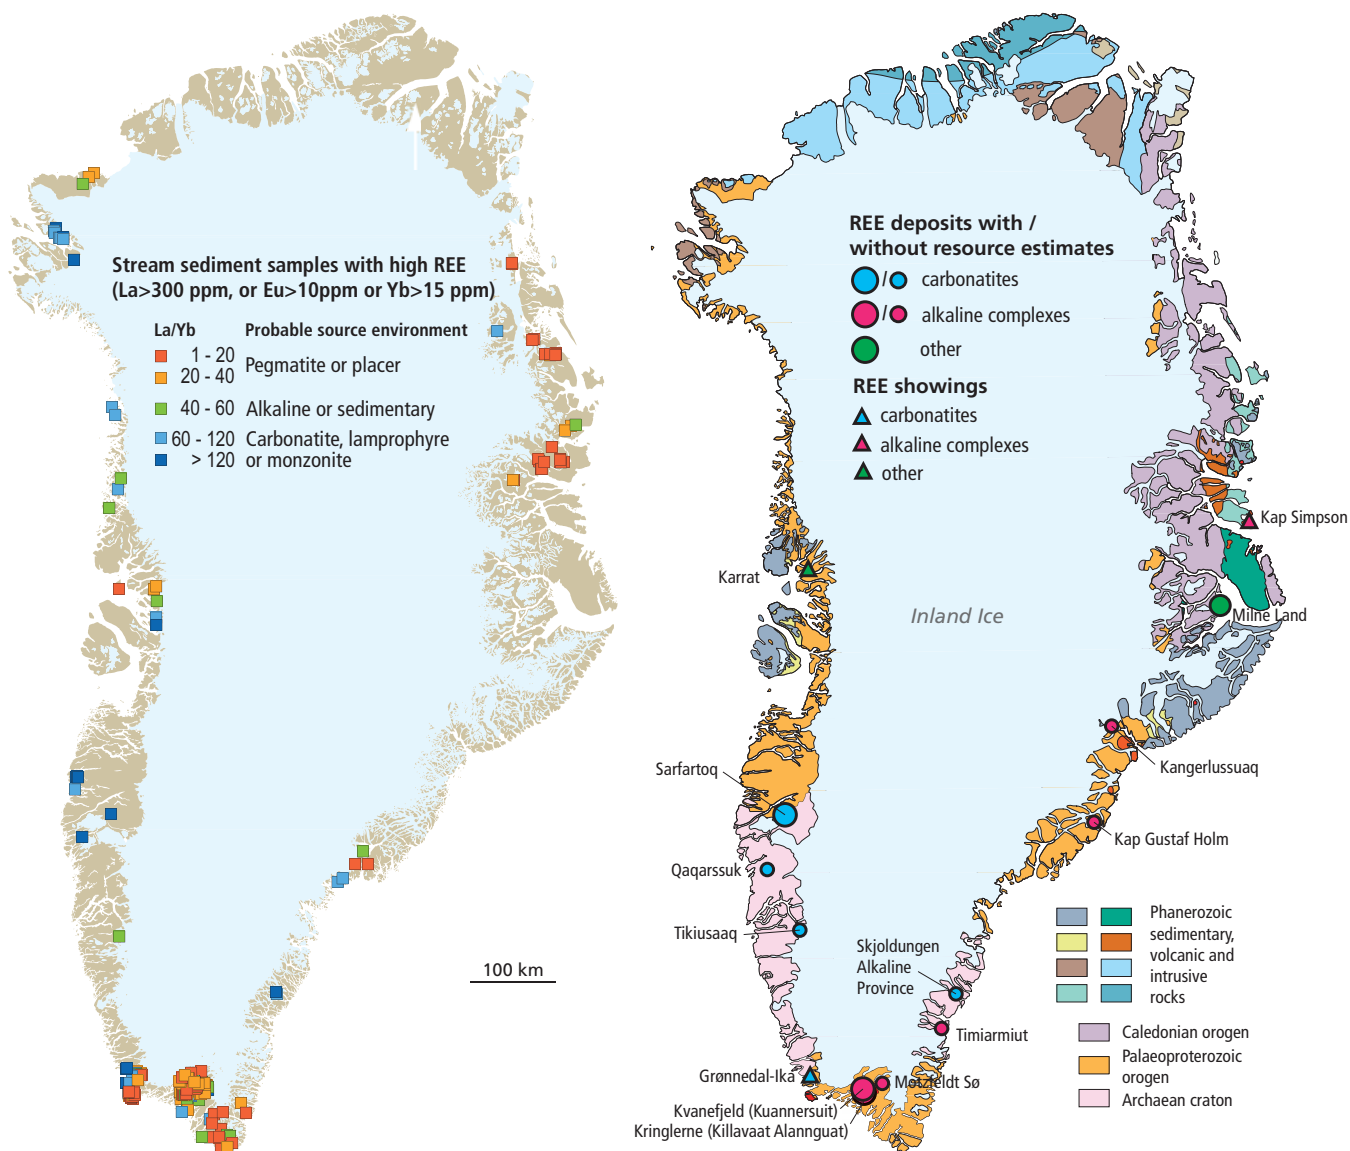 Stream sediment samples with high REE
(La>300 ppm, or Eu>10ppm or Yb>15 ppm)
La/Yb Probable source environment
1 - 20
20 - 40
Pegmatite or placer
40 - 60 Alkaline or sedimentary
60 - 120 Carbonatite, lamprophyre
> 120 or monzonite
100 km
REE deposits with /
without resource estimates
/ carbonatites
/ alkaline complexes
other
REE showings
carbonatites
alkaline complexes
other
Kap Simpson
Karrat
Inland Ice
Milne Land
Sarfartoq
Kangerlussuaq
Kap Gustaf Holm
Qaqarssuk
Tikiusaaq
Skjoldungen
Alkaline
Province
Timiarmiut
Grønnedal-Ika
Motzfeldt Sø
Kvanefjeld (Kuannersuit)
Kringlerne (Killavaat Alannguat)
Phanerozoic
sedimentary,
volcanic and
intrusive
rocks
Caledonian orogen
Palaeoproterozoic
orogen
Archaean craton